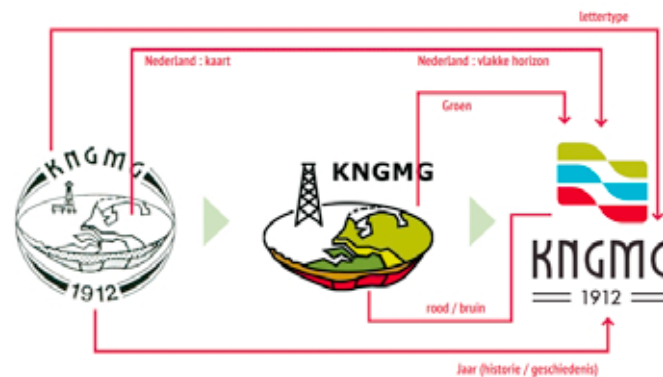 lettertype
Nederland : kaart
Nederland : vlakke horizon
Groen
KNGMG
1912
KNGMG
KNGMG
1912
rood / bruin
Jaar (historie / geschiedenis)